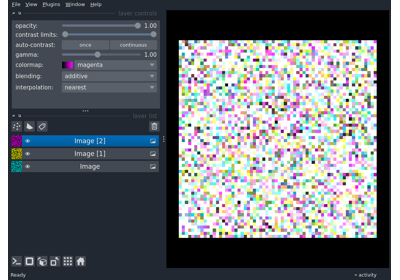 File View Plugins Window Help
layer controls
opacity: 1.00
contrast limits:
auto-contrast: once continuous
gamma: 1.00
colormap: magenta
blending: additive
interpolation: nearest
layer list
Image [2]
Image [1]
Image
Ready activity